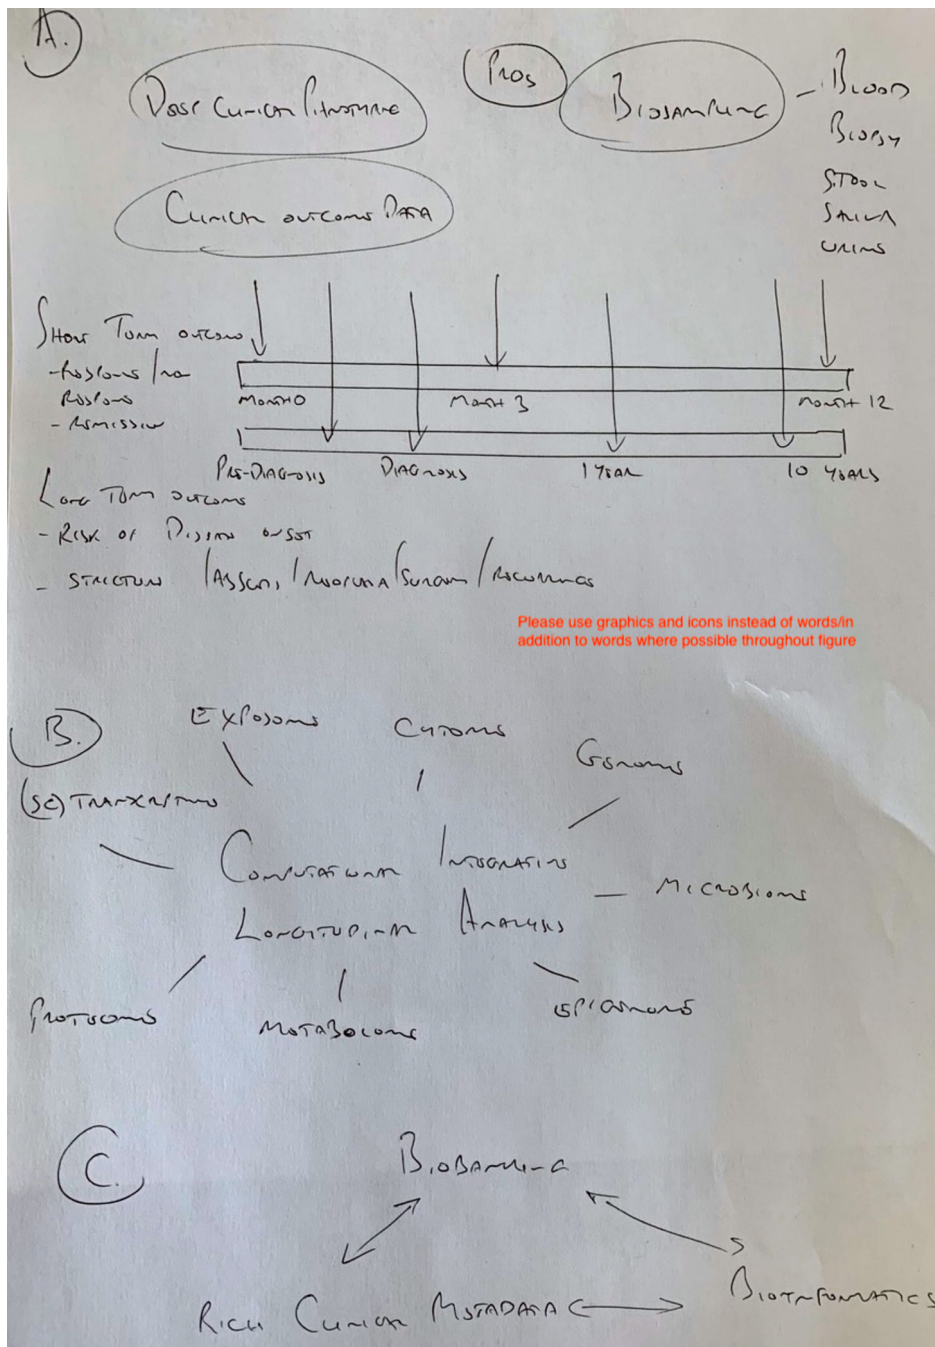 A.
DEEP CLINICAL PHENOTYPING
PROS
BIOSAMPLING - BLOOD
BIOPSY
STOOL
SALIVA
URINE
CLINICAL OUTCOME DATA
SHORT TERM OUTCOME
- RESPONSE / NO
RESPONSE
- REMISSION
MONTH 0
MONTH 3
MONTH 12
PRE-DIAGNOSIS
DIAGNOSIS
1 YEAR
10 YEARS
LONG TERM OUTCOME
- RISK OF DISEASE ONSET
- STRICTURE / ABSCESS / NEOPLASIA / SURGERY / RECURRENCE
Please use graphics and icons instead of words/in
addition to words where possible throughout figure
B.
EXPOSOME
CYTOME
GENOME
(SC) TRANSCRIPTOME
COMPUTATIONAL INTEGRATIVE
LONGITUDINAL ANALYSIS
MICROBIOME
PROTEOME
METABOLOME
EPIGENOME
C.
BIOBANKING
RICH CLINICAL METADATA
BIOINFORMATICS